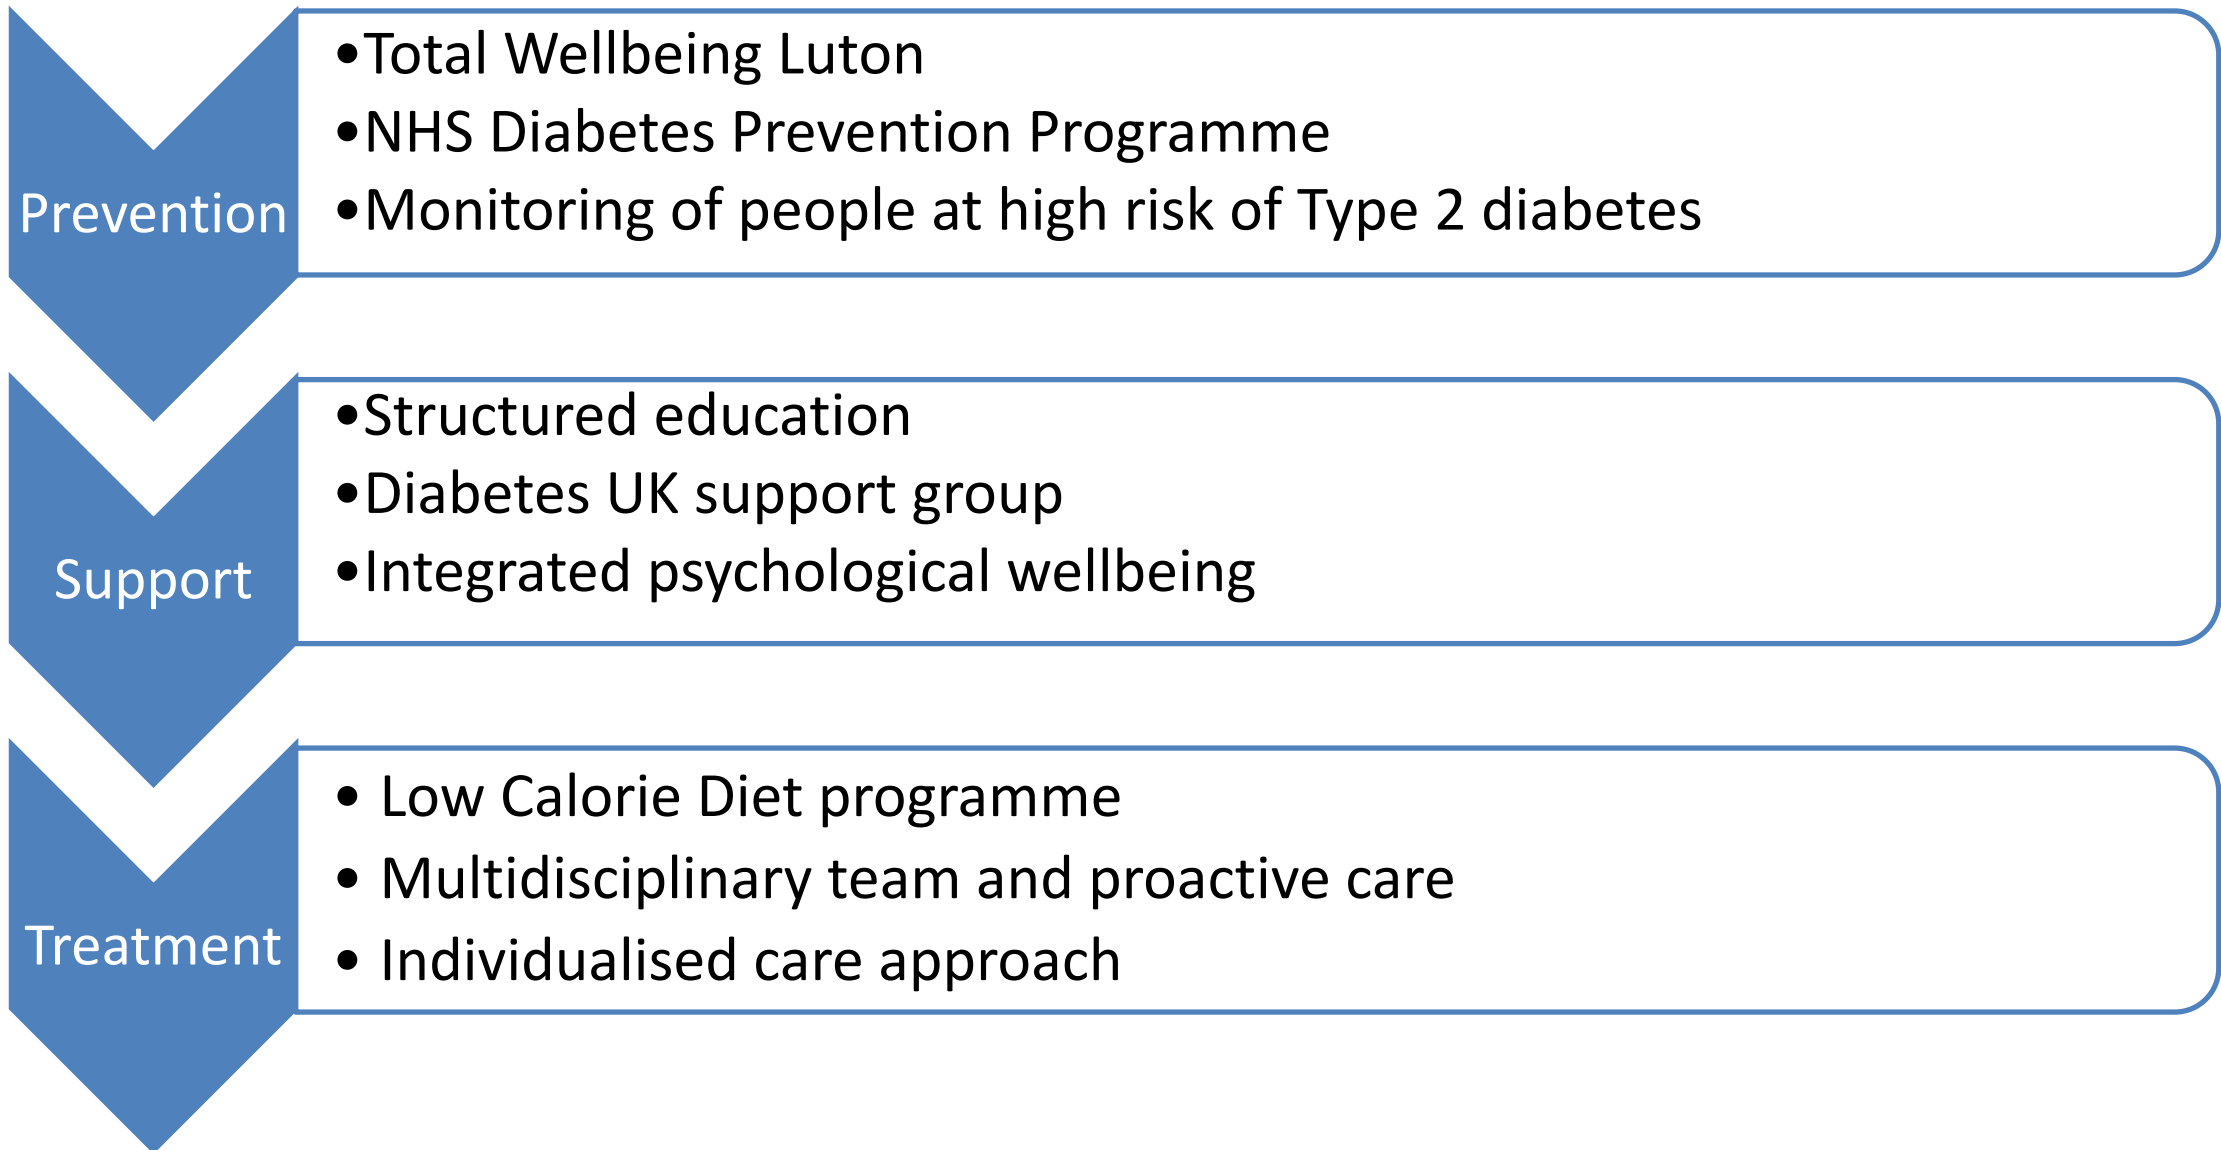 Prevention
•Total Wellbeing Luton
•NHS Diabetes Prevention Programme
•Monitoring of people at high risk of Type 2 diabetes
Support
•Structured education
•Diabetes UK support group
•Integrated psychological wellbeing
Treatment
• Low Calorie Diet programme
• Multidisciplinary team and proactive care
• Individualised care approach